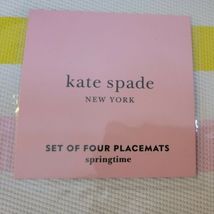 kate spade
NEW YORK
SET OF FOUR PLACEMATS
springtime